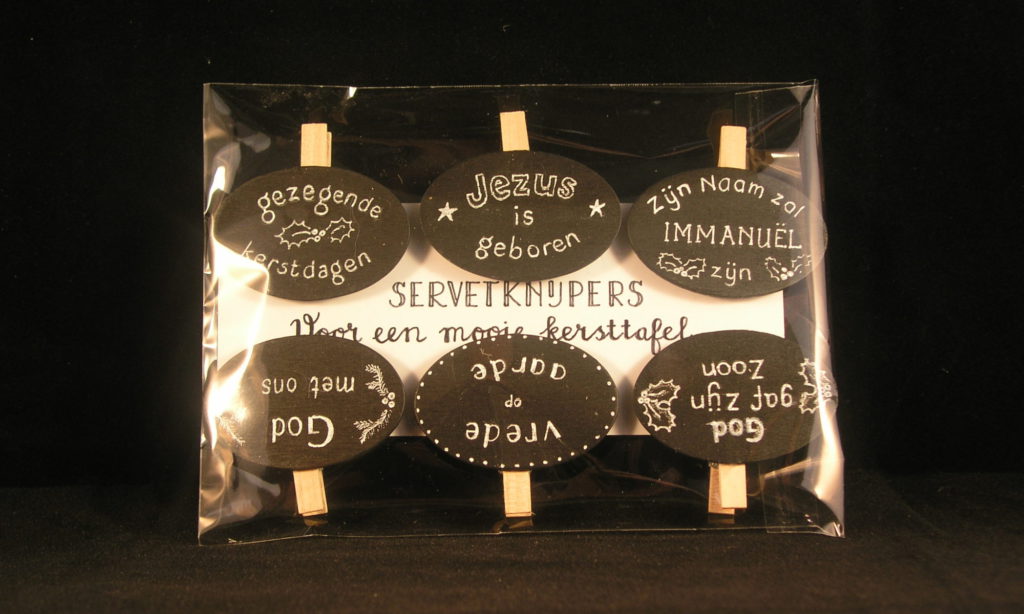 gezegende
kerstdagen
Jezus
is
geboren
zijn Naam zal
IMMANUËL
zijn
SERVETKNIJPERS
Voor een mooie kersttafel
God
met ons
vrede
op
aarde
God
gaf zijn
zoon